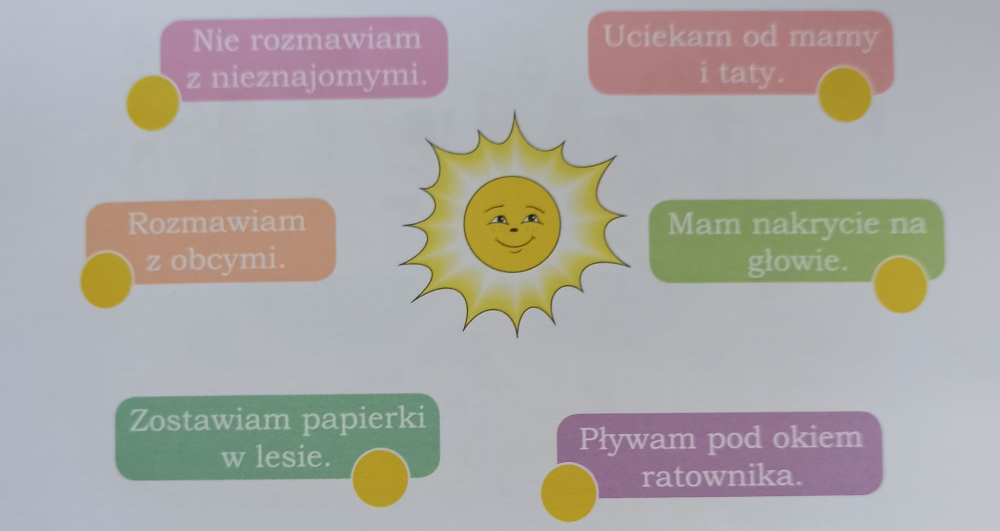 Nie rozmawiam
z nieznajomymi.
Uciekam od mamy
i taty.
Rozmawiam
z obcymi.
Mam nakrycie na
głowie.
Zostawiam papierki
w lesie.
Pływam pod okiem
ratownika.